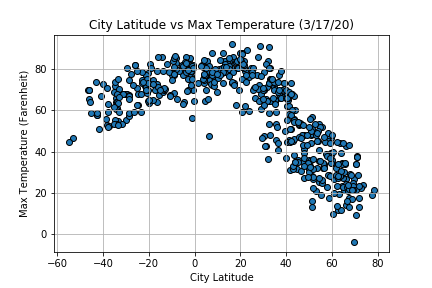 City Latitude vs Max Temperature (3/17/20)
Max Temperature (Farenheit)
80
60
40
20
0
−60 −40 −20 0 20 40 60 80
City Latitude